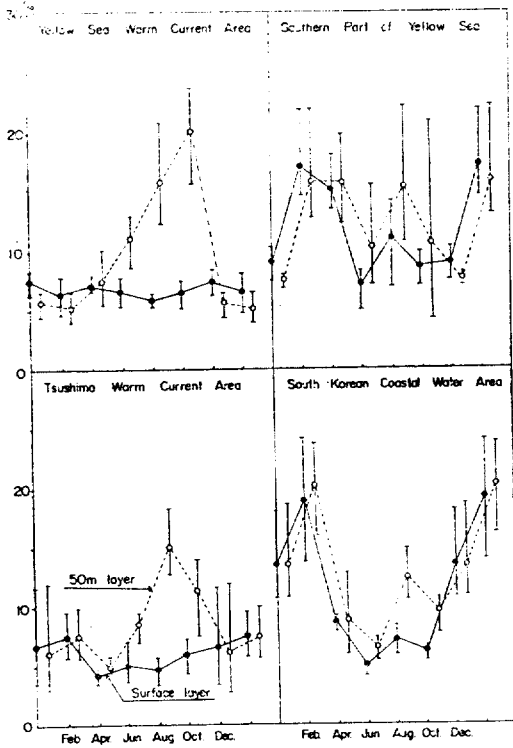 30
Yellow Sea Warm Current Area
Southern Part of Yellow Sea
20
10
0
Tsushima Warm Current Area
South Korean Coastal Water Area
20
50m layer
10
Surface layer
0
Feb. Apr. Jun. Aug. Oct. Dec. Feb. Apr. Jun. Aug. Oct. Dec.